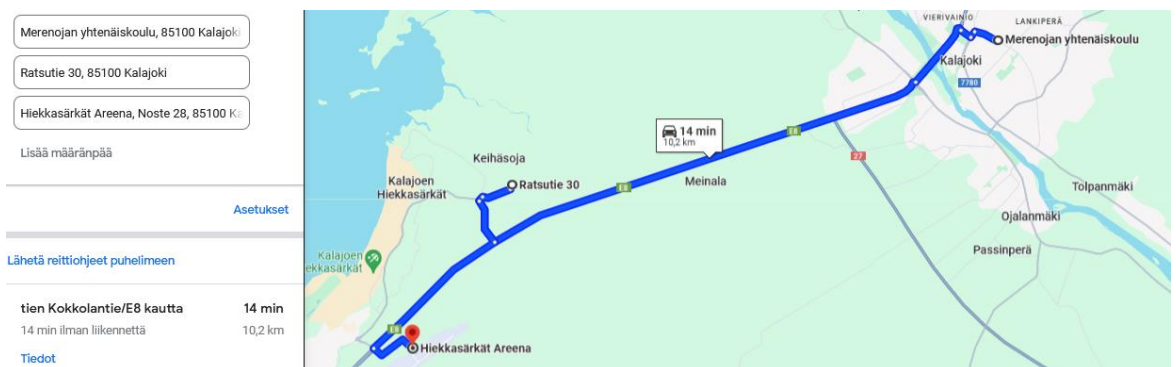 Merenojan yhtenäiskoulu, 85100 Kalajoki
Ratsutie 30, 85100 Kalajoki
Hiekkasärkät Areena, Noste 28, 85100 Ka
Lisää määränpää
Asetukset
Lähetä reittiohjeet puhelimeen
tien Kokkolantie/E8 kautta
14 min
14 min ilman liikennettä
10,2 km
Tiedot
VIERIVAINIO
LANKIPERÄ
Merenojan yhtenäiskoulu
Kalajoki
7780
14 min
10,2 km
E8
27
Keihäsoja
Ratsutie 30
E8
Meinala
Kalajoen
Hiekkasärkät
Tolpanmäki
Ojalanmäki
Passinperä
Kalajoen
ekkasärkät
E8
Hiekkasärkät Areena